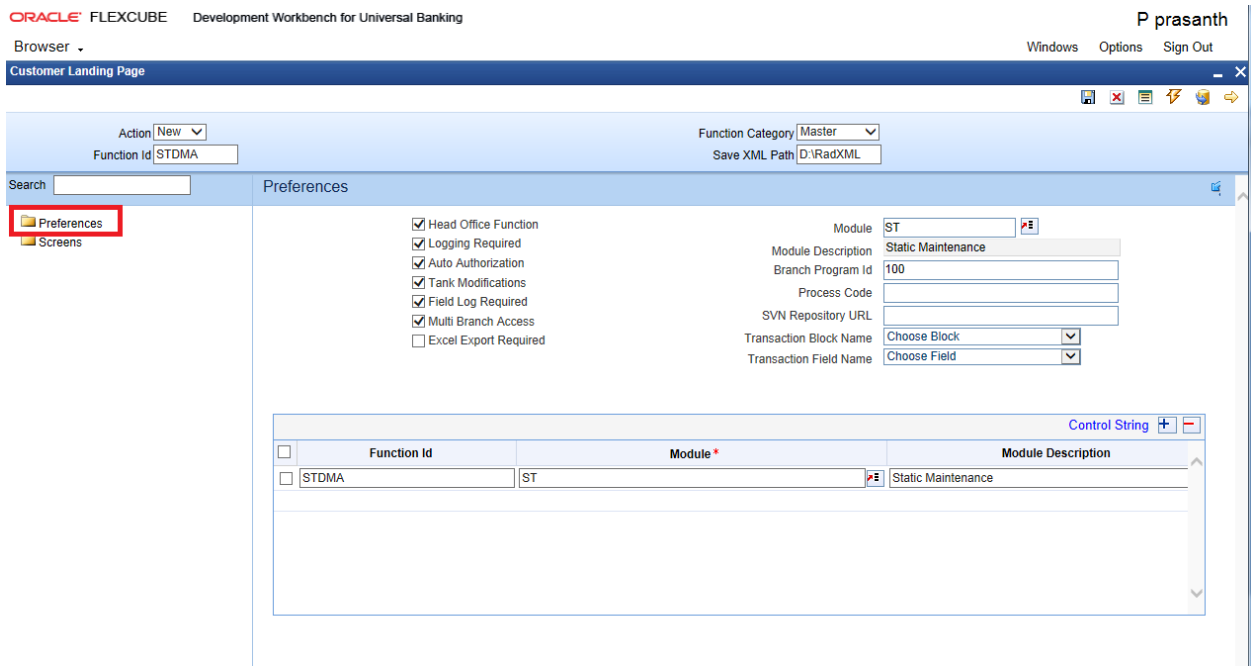 ORACLE FLEXCUBE Development Workbench for Universal Banking P prasanth
Browser Windows Options Sign Out
Customer Landing Page
Action New Function Category Master
Function Id STDMA Save XML Path D:\RadXML
Search Preferences
Preferences
Screens
Head Office Function
Logging Required
Auto Authorization
Tank Modifications
Field Log Required
Multi Branch Access
Excel Export Required
Module ST
Module Description Static Maintenance
Branch Program Id 100
Process Code
SVN Repository URL
Transaction Block Name Choose Block
Transaction Field Name Choose Field
Control String
Function Id Module * Module Description
STDMA ST Static Maintenance